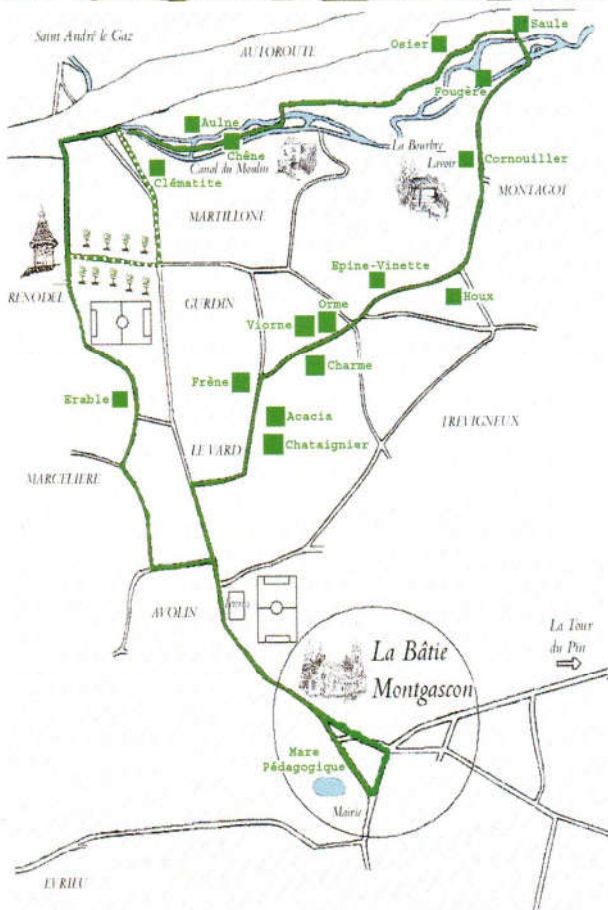 Saule
Saint André le Gaz
Osier
AUTOROUTE
Fougère
Aulne
Chêne
La Bourbre
Lavoir
Cornouiller
Canal du Moulin
Clématite
MONTAGOT
MARTILLONE
Epine-Vinette
RENODEL
GURDIN
Orme
Houx
Viorne
Charme
Frêne
Erable
Acacia
TREVIGNEUX
LE VARD
Chataignier
MARCELIERE
AVOLIN
La Tour
du Pin
La Bâtie
Montgascon
Mare
Pédagogique
Mairie
EVRIEU